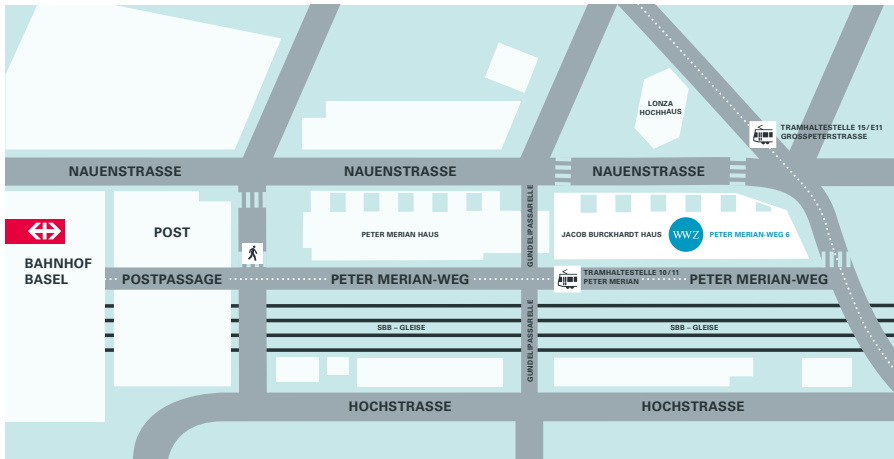 LONZA
HOCHHAUS
TRAMHALTESTELLE 15/E11
GROSSPETERSTRASSE
NAUENSTRASSE
NAUENSTRASSE
NAUENSTRASSE
GUNDELIPASSARELLE
POST
PETER MERIAN HAUS
JACOB BURCKHARDT HAUS
WWZ
PETER MERIAN-WEG 6
BAHNHOF
BASEL
POSTPASSAGE
PETER MERIAN-WEG
TRAMHALTESTELLE 10/11
PETER MERIAN
PETER MERIAN-WEG
GUNDELIPASSARELLE
SBB – GLEISE
SBB – GLEISE
HOCHSTRASSE
HOCHSTRASSE